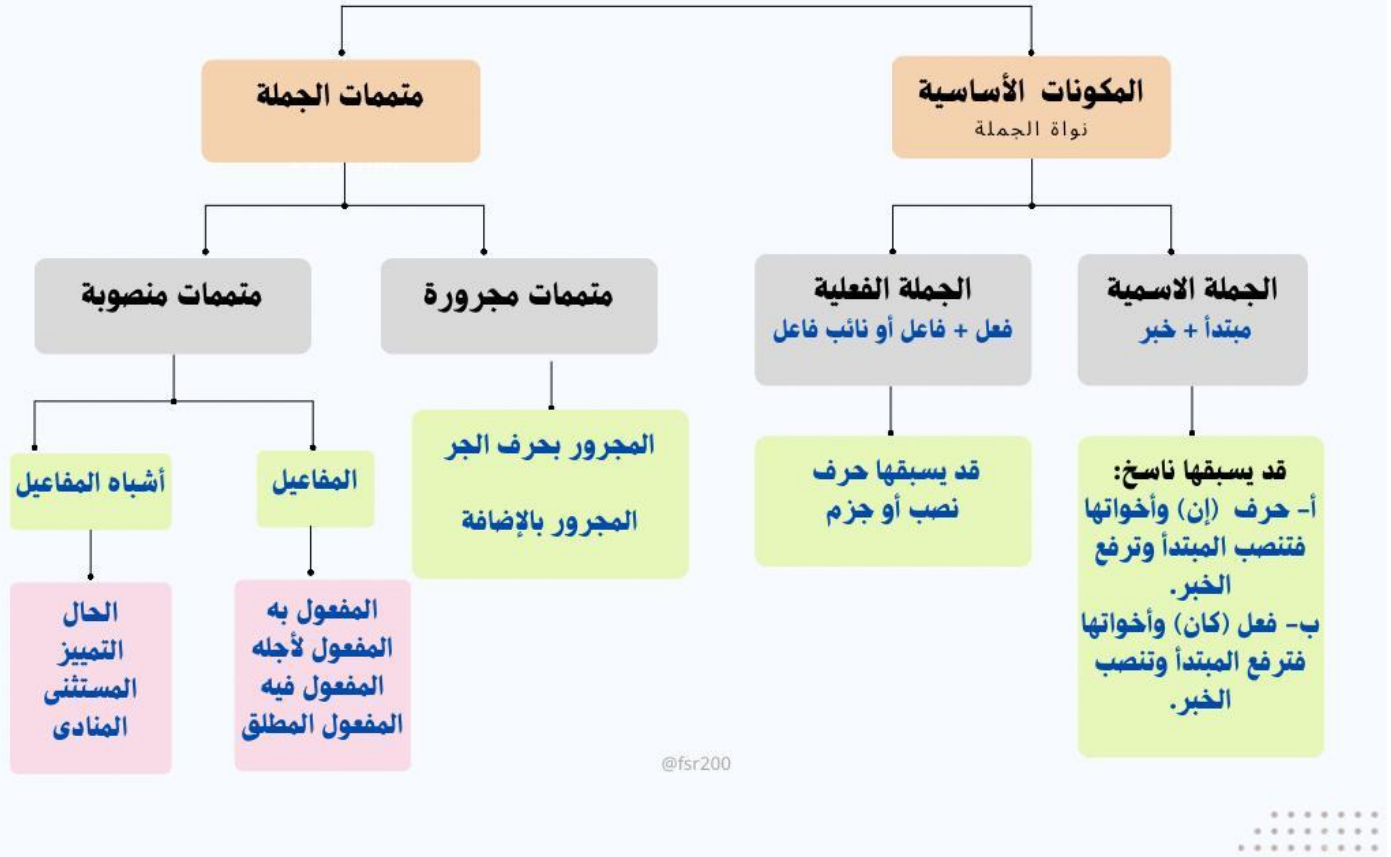 المكونات الأساسية
نواة الجملة
متممات الجملة
الجملة الاسمية
مبتدأ + خبر
الجملة الفعلية
فعل + فاعل أو نائب فاعل
متممات مجرورة
متممات منصوبة
قد يسبقها ناسخ:
أ- حرف (إن) وأخواتها
فتنصب المبتدأ وترفع
الخبر.
ب- فعل (كان) وأخواتها
فترفع المبتدأ وتنصب
الخبر.
قد يسبقها حرف
نصب أو جزم
المجرور بحرف الجر
المجرور بالإضافة
المفاعيل
أشباه المفاعيل
المفعول به
المفعول لأجله
المفعول فيه
المفعول المطلق
الحال
التمييز
المستثنى
المنادى
@fsr200